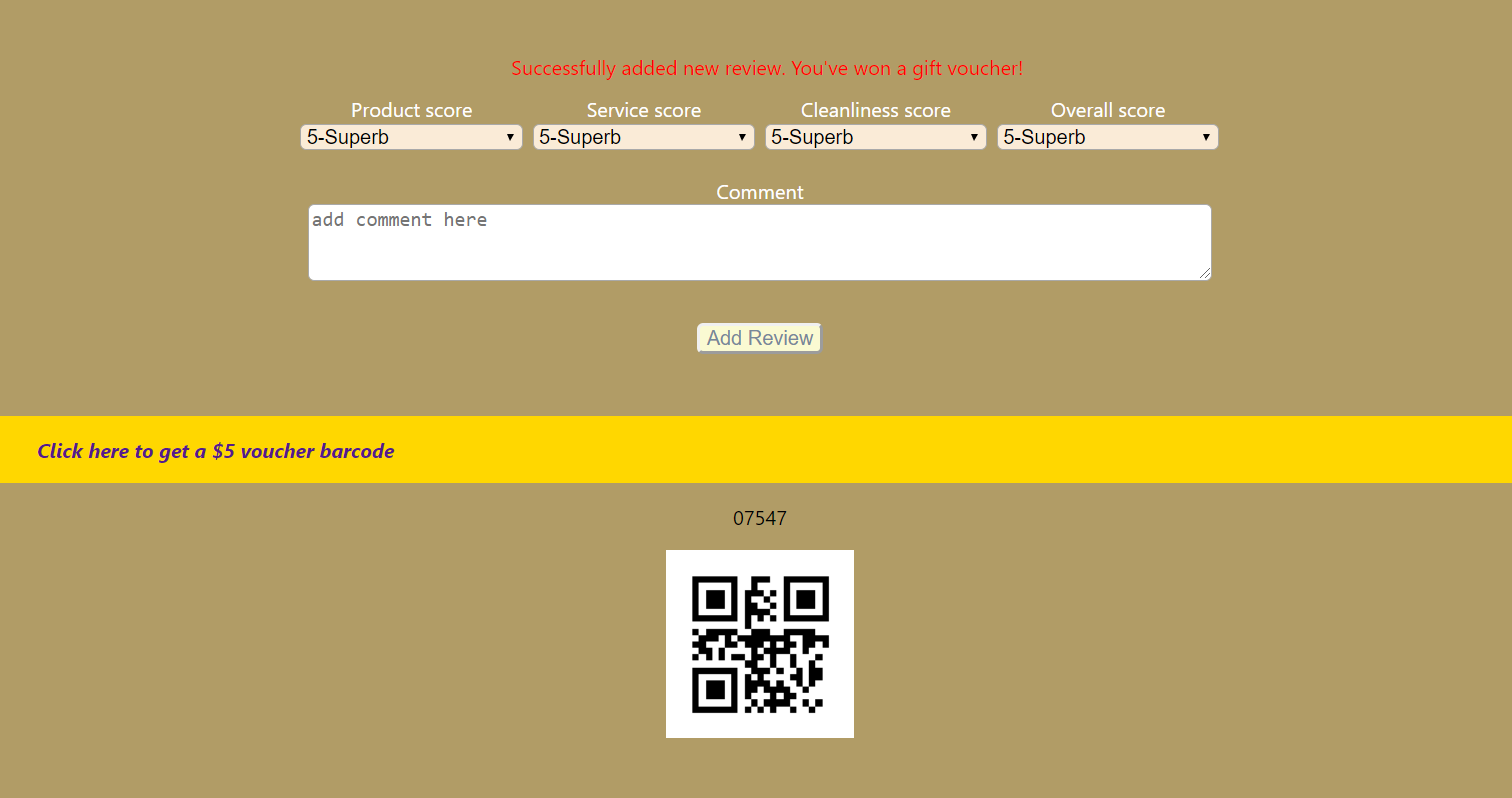 Successfully added new review. You've won a gift voucher!
Product score Service score Cleanliness score Overall score
5-Superb 5-Superb 5-Superb 5-Superb
Comment
add comment here
Add Review
Click here to get a $5 voucher barcode
07547